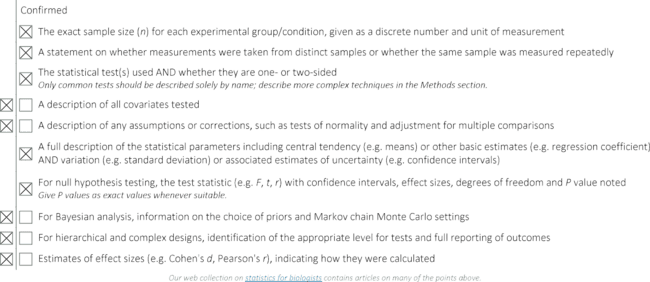 Confirmed
The exact sample size (n) for each experimental group/condition, given as a discrete number and unit of measurement
A statement on whether measurements were taken from distinct samples or whether the same sample was measured repeatedly
The statistical test(s) used AND whether they are one- or two-sided
Only common tests should be described solely by name; describe more complex techniques in the Methods section.
A description of all covariates tested
A description of any assumptions or corrections, such as tests of normality and adjustment for multiple comparisons
A full description of the statistical parameters including central tendency (e.g. means) or other basic estimates (e.g. regression coefficient)
AND variation (e.g. standard deviation) or associated estimates of uncertainty (e.g. confidence intervals)
For null hypothesis testing, the test statistic (e.g. F, t, r) with confidence intervals, effect sizes, degrees of freedom and P value noted
Give P values as exact values whenever suitable.
For Bayesian analysis, information on the choice of priors and Markov chain Monte Carlo settings
For hierarchical and complex designs, identification of the appropriate level for tests and full reporting of outcomes
Estimates of effect sizes (e.g. Cohen's d, Pearson's r), indicating how they were calculated
Our web collection on statistics for biologists contains articles on many of the points above.